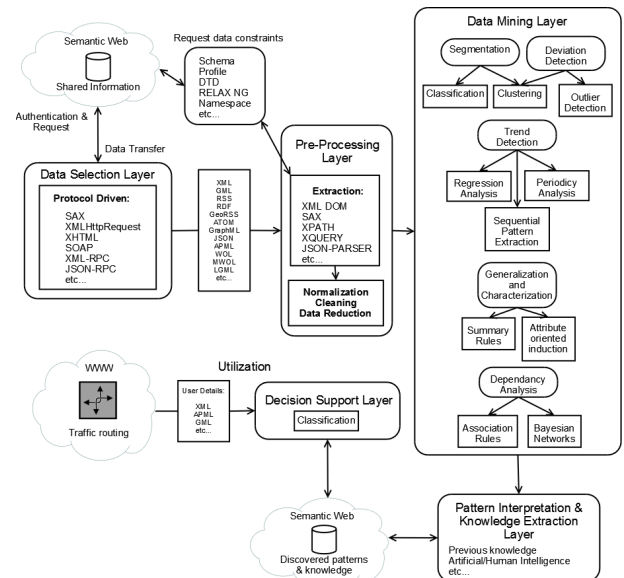 Semantic Web
Shared Information
Authentication &
Request
Data Transfer
Request data constraints
Schema
Profile
DTD
RELAX NG
Namespace
etc...
Data Selection Layer
Protocol Driven:
SAX
XMLHttpRequest
XHTML
SOAP
XML-RPC
JSON-RPC
etc...
XML
GML
RSS
RDF
GeoRSS
ATOM
GraphML
JSON
APML
WOL
MWOL
LGML
etc...
Pre-Processing
Layer
Extraction:
XML DOM
SAX
XPATH
XQUERY
JSON-PARSER
etc...
Normalization
Cleaning
Data Reduction
Data Mining Layer
Segmentation
Deviation
Detection
Classification
Clustering
Outlier
Detection
Trend
Detection
Regression
Analysis
Periodicy
Analysis
Sequential
Pattern
Extraction
Generalization
and
Characterization
Summary
Rules
Attribute
oriented
induction
Dependancy
Analysis
Association
Rules
Bayesian
Networks
WWW
Traffic routing
Utilization
User Details:
XML
APML
GML
etc...
Decision Support Layer
Classification
Semantic Web
Discovered patterns
& knowledge
Pattern Interpretation &
Knowledge Extraction
Layer
Previous knowledge
Artificial/Human Intelligence
etc...